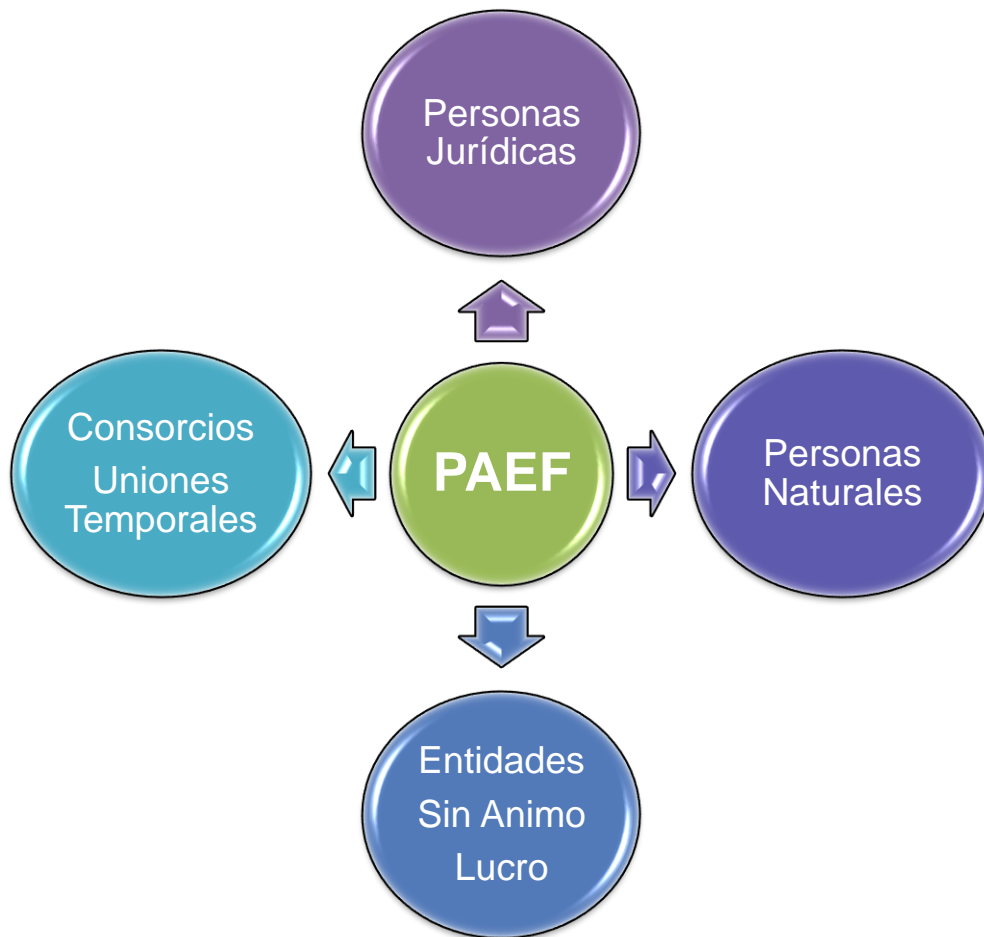 Personas
Jurídicas
Consorcios
Uniones
Temporales
PAEF
Personas
Naturales
Entidades
Sin Animo
Lucro